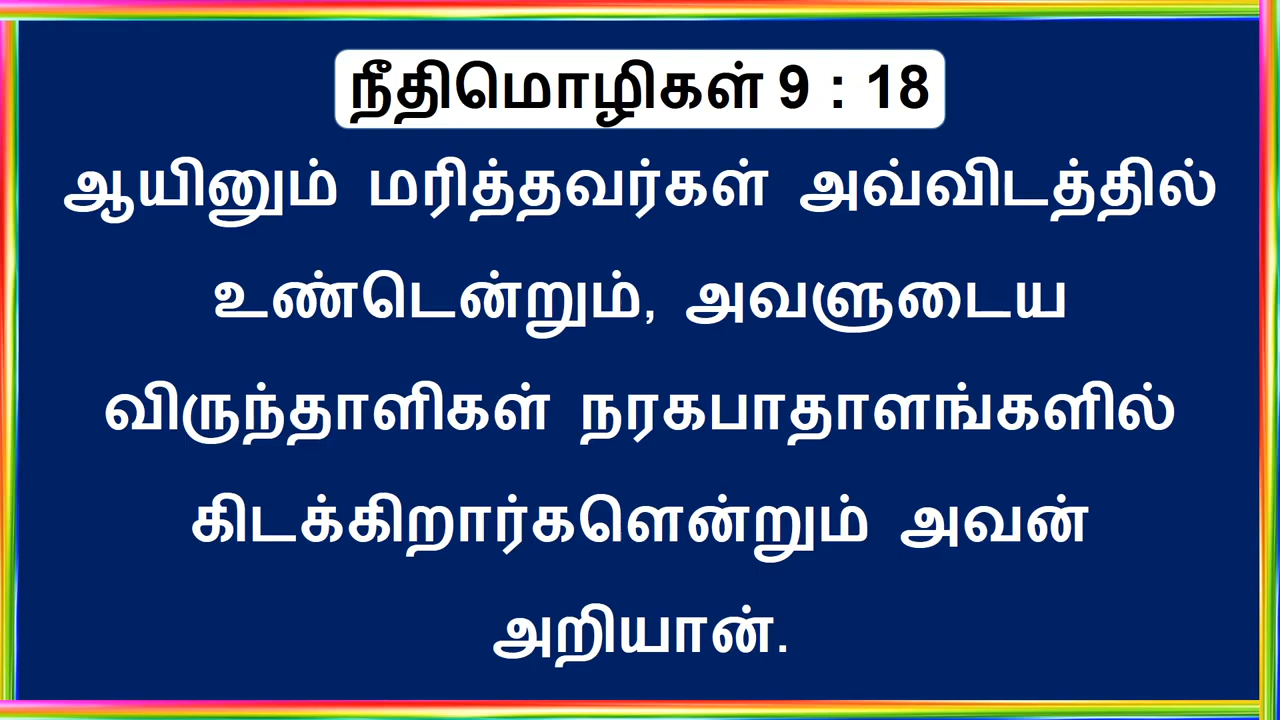 நீதிமொழிகள் 9 : 18
ஆயினும் மரித்தவர்கள் அவ்விடத்தில்
உண்டென்றும், அவளுடைய
விருந்தாளிகள் நரகபாதாளங்களில்
கிடக்கிறார்களென்றும் அவன்
அறியான்.